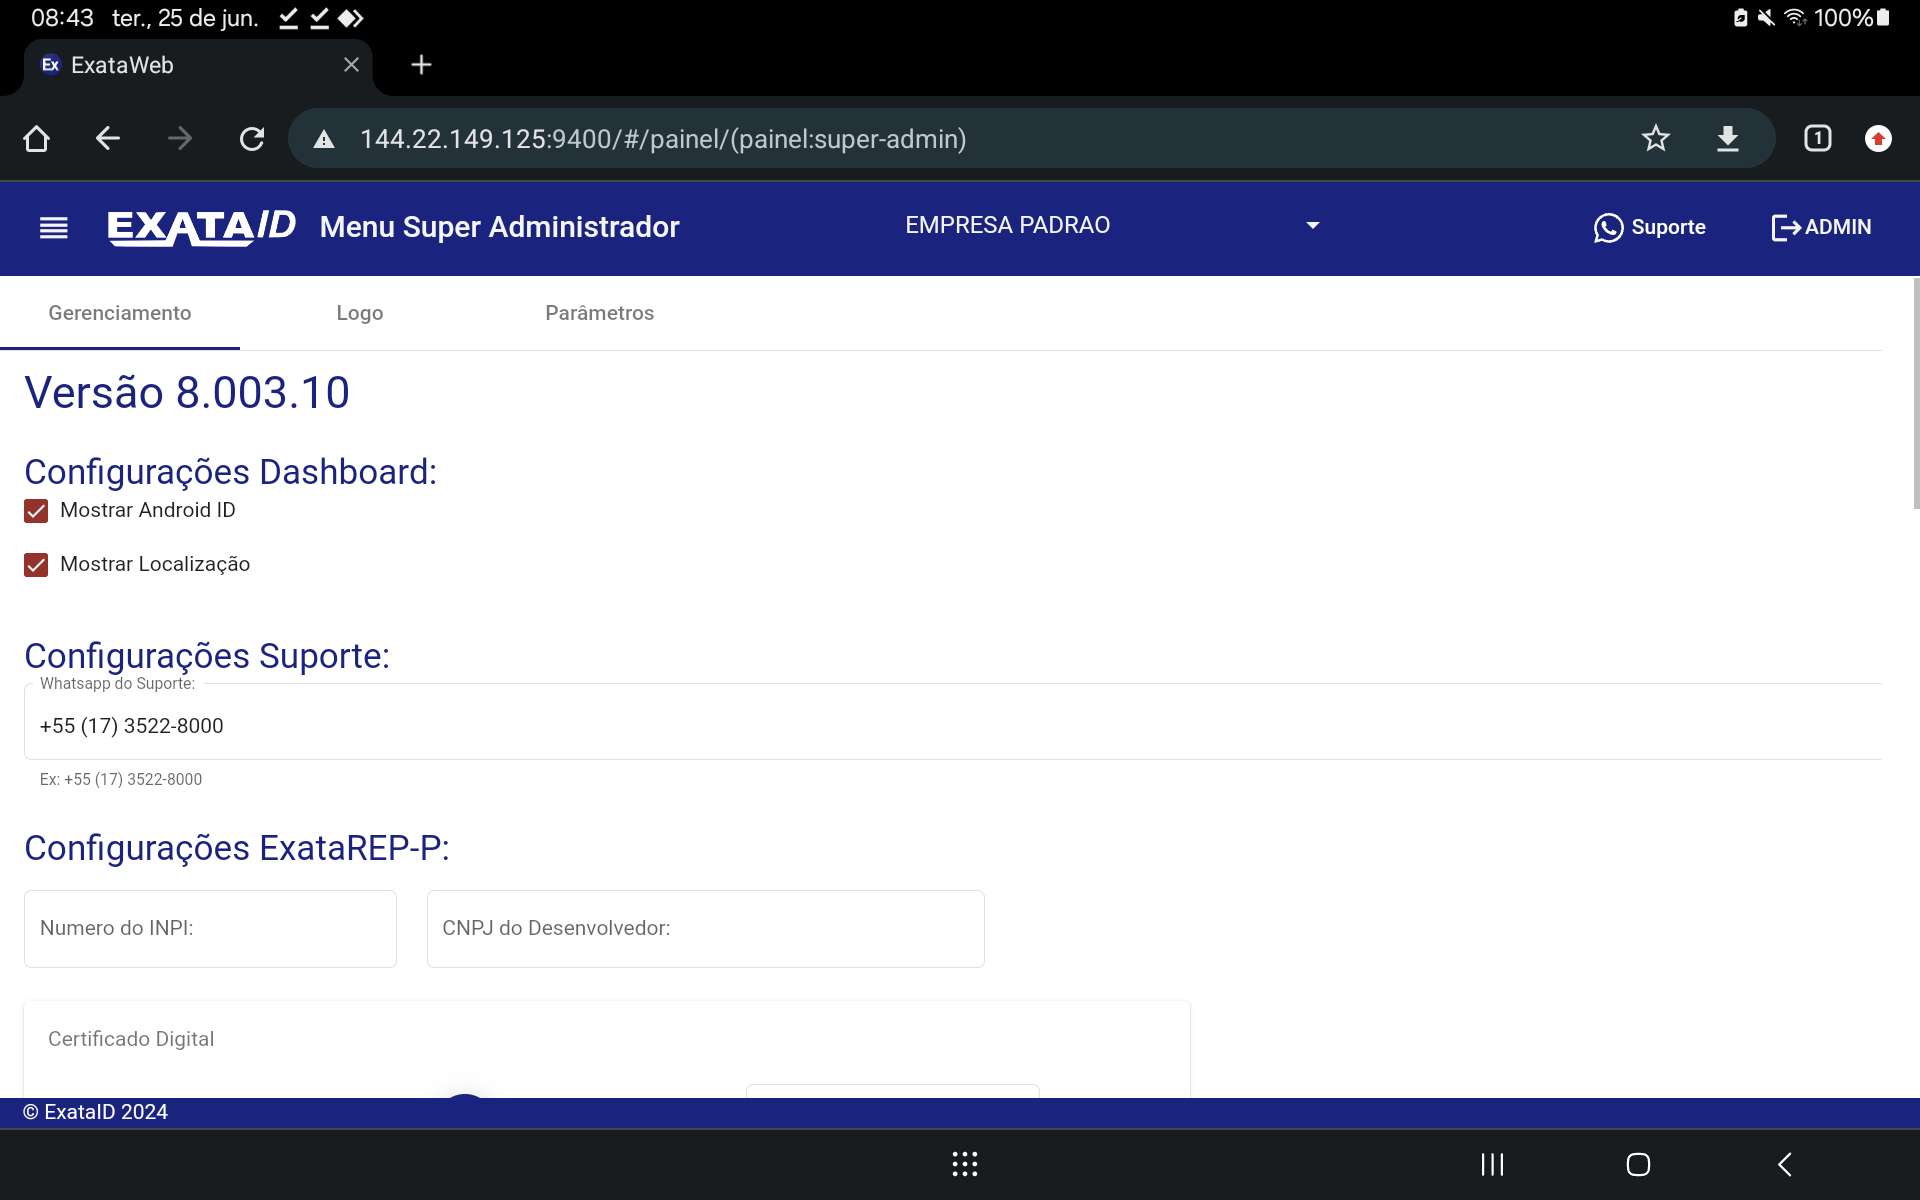 08:43 ter., 25 de jun. 100%
Ex ExataWeb
144.22.149.125:9400/#/painel/(painel:super-admin) 1
EXATAID Menu Super Administrador EMPRESA PADRAO Suporte ADMIN
Gerenciamento Logo Parâmetros
Versão 8.003.10
Configurações Dashboard:
Mostrar Android ID
Mostrar Localização
Configurações Suporte:
Whatsapp do Suporte:
+55 (17) 3522-8000
Ex: +55 (17) 3522-8000
Configurações ExataREP-P:
Numero do INPI: CNPJ do Desenvolvedor:
Certificado Digital
© ExataID 2024